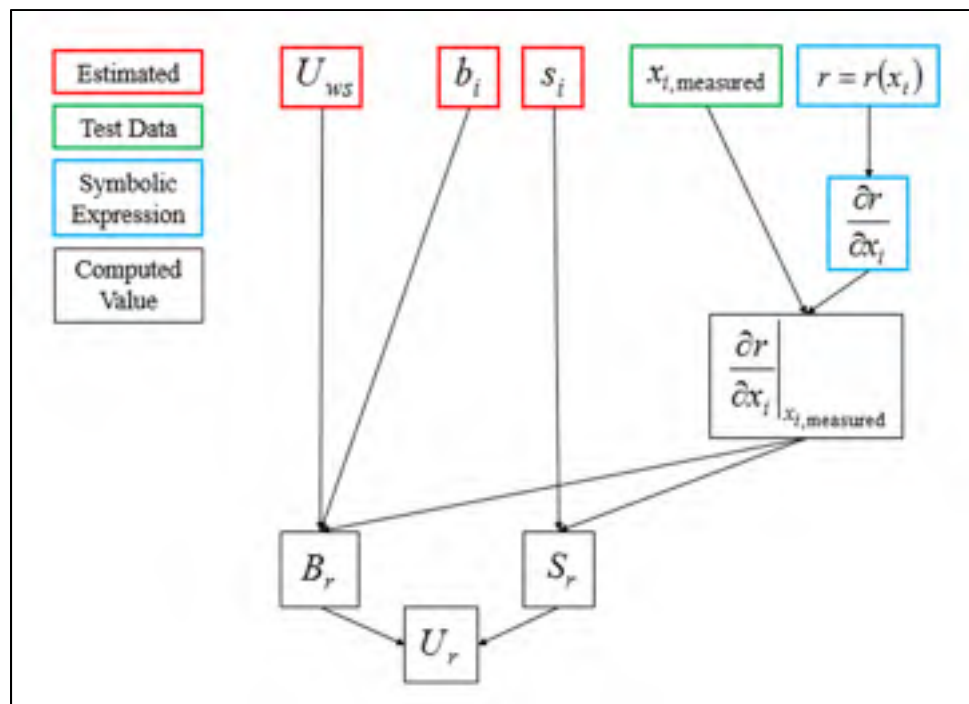 Estimated
Test Data
Symbolic
Expression
Computed
Value
U_ws
b_i
s_i
x_i,measured
r = r(x_i)
∂r
∂x_i
∂r
∂x_i |x_i,measured
B_r
S_r
U_r